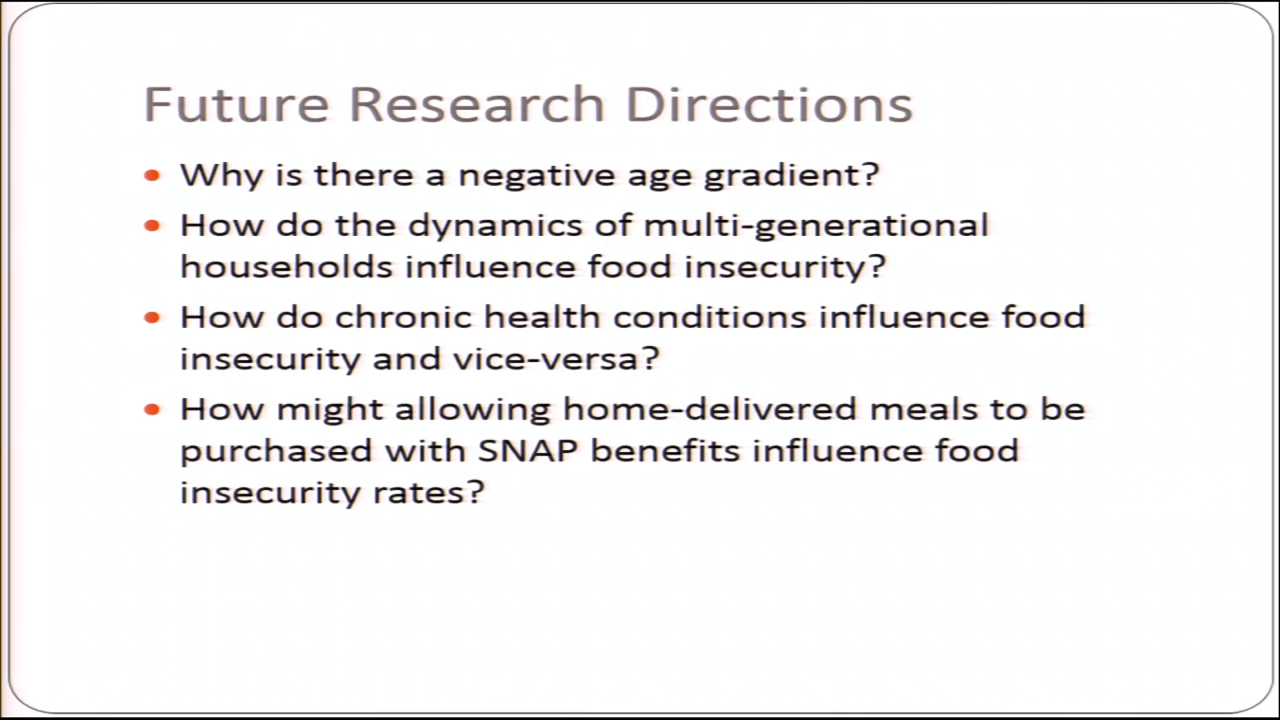 Future Research Directions
• Why is there a negative age gradient?
• How do the dynamics of multi-generational
households influence food insecurity?
• How do chronic health conditions influence food
insecurity and vice-versa?
• How might allowing home-delivered meals to be
purchased with SNAP benefits influence food
insecurity rates?